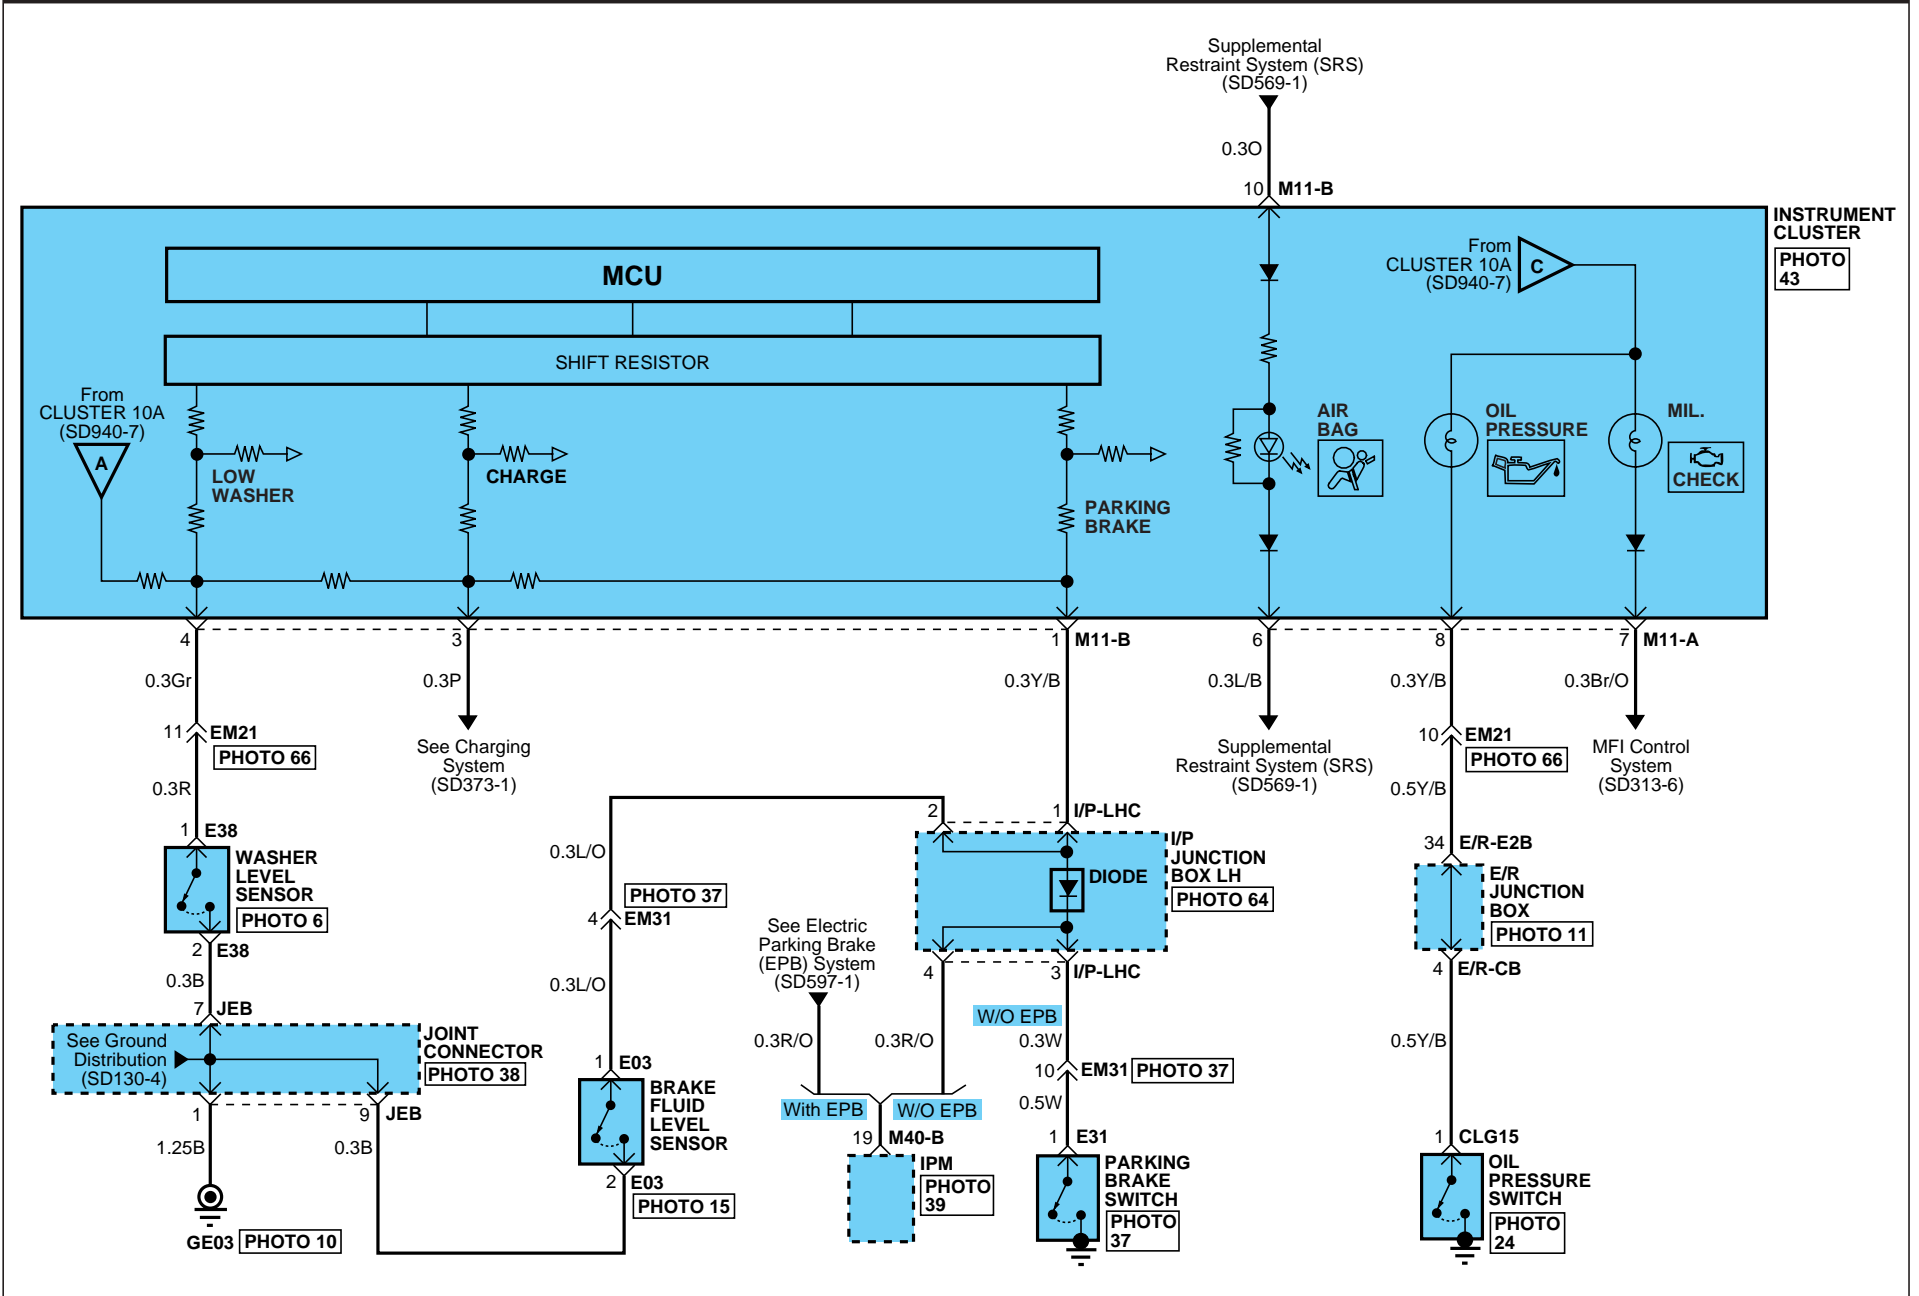 Supplemental
Restraint System (SRS)
(SD569-1)
0.3O
10 M11-B
INSTRUMENT
CLUSTER
PHOTO
43
MCU
SHIFT RESISTOR
From
CLUSTER 10A
(SD940-7)
C
From
CLUSTER 10A
(SD940-7)
A
LOW
WASHER
CHARGE
PARKING
BRAKE
AIR
BAG
OIL
PRESSURE
MIL.
CHECK
4
3
1 M11-B
6
8
7 M11-A
0.3Gr
0.3P
0.3Y/B
0.3L/B
0.3Y/B
0.3Br/O
11 EM21
PHOTO 66
See Charging
System
(SD373-1)
Supplemental
Restraint System (SRS)
(SD569-1)
10 EM21
PHOTO 66
MFI Control
System
(SD313-6)
0.3R
0.5Y/B
1 E38
WASHER
LEVEL
SENSOR
PHOTO 6
2 E38
0.3B
7 JEB
See Ground
Distribution
(SD130-4)
JOINT
CONNECTOR
PHOTO 38
1
9 JEB
1.25B
0.3B
GE03 PHOTO 10
0.3L/O
PHOTO 37
4 EM31
0.3L/O
1 E03
BRAKE
FLUID
LEVEL
SENSOR
2 E03
PHOTO 15
2
1 I/P-LHC
I/P
JUNCTION
BOX LH
PHOTO 64
DIODE
4
3 I/P-LHC
See Electric
Parking Brake
(EPB) System
(SD597-1)
0.3R/O
0.3R/O
W/O EPB
0.3W
10 EM31 PHOTO 37
0.5W
With EPB
W/O EPB
19 M40-B
IPM
PHOTO
39
1 E31
PARKING
BRAKE
SWITCH
PHOTO
37
34 E/R-E2B
E/R
JUNCTION
BOX
PHOTO 11
4 E/R-CB
0.5Y/B
1 CLG15
OIL
PRESSURE
SWITCH
PHOTO
24